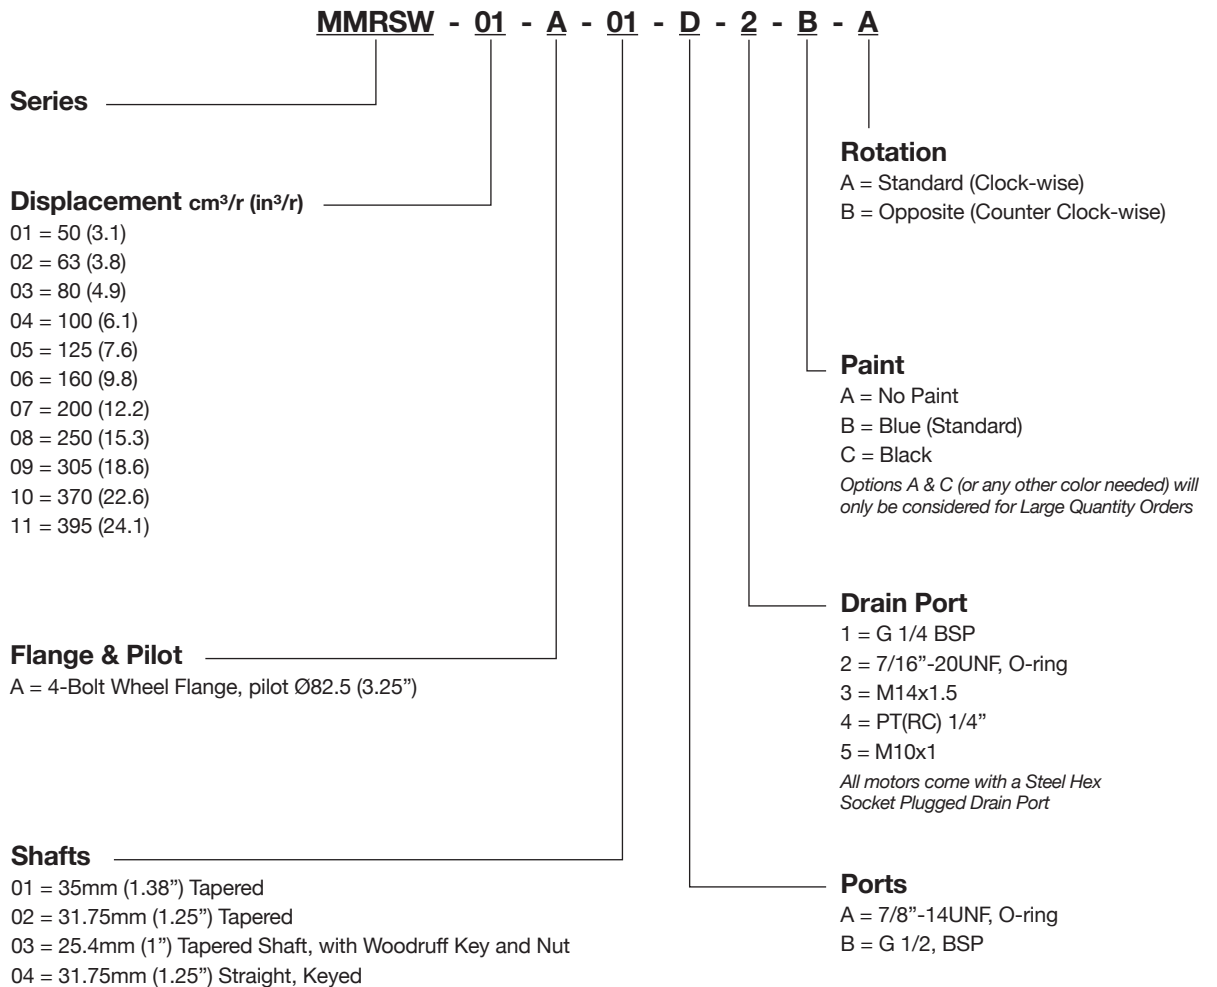 MMRSW - 01 - A - 01 - D - 2 - B - A
Series
Displacement cm³/r (in³/r)
01 = 50 (3.1)
02 = 63 (3.8)
03 = 80 (4.9)
04 = 100 (6.1)
05 = 125 (7.6)
06 = 160 (9.8)
07 = 200 (12.2)
08 = 250 (15.3)
09 = 305 (18.6)
10 = 370 (22.6)
11 = 395 (24.1)
Flange & Pilot
A = 4-Bolt Wheel Flange, pilot Ø82.5 (3.25”)
Shafts
01 = 35mm (1.38”) Tapered
02 = 31.75mm (1.25”) Tapered
03 = 25.4mm (1”) Tapered Shaft, with Woodruff Key and Nut
04 = 31.75mm (1.25”) Straight, Keyed
Rotation
A = Standard (Clock-wise)
B = Opposite (Counter Clock-wise)
Paint
A = No Paint
B = Blue (Standard)
C = Black
Options A & C (or any other color needed) will
only be considered for Large Quantity Orders
Drain Port
1 = G 1/4 BSP
2 = 7/16”-20UNF, O-ring
3 = M14x1.5
4 = PT(RC) 1/4”
5 = M10x1
All motors come with a Steel Hex
Socket Plugged Drain Port
Ports
A = 7/8”-14UNF, O-ring
B = G 1/2, BSP